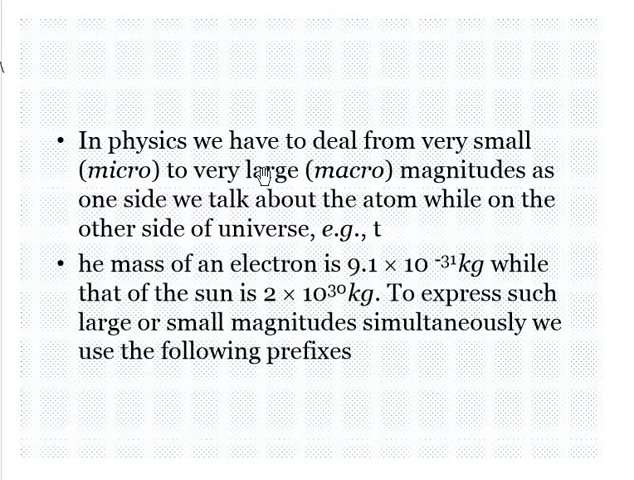 • In physics we have to deal from very small
(micro) to very large (macro) magnitudes as
one side we talk about the atom while on the
other side of universe, e.g., t
• he mass of an electron is 9.1 × 10 ⁻³¹kg while
that of the sun is 2 × 10³⁰kg. To express such
large or small magnitudes simultaneously we
use the following prefixes